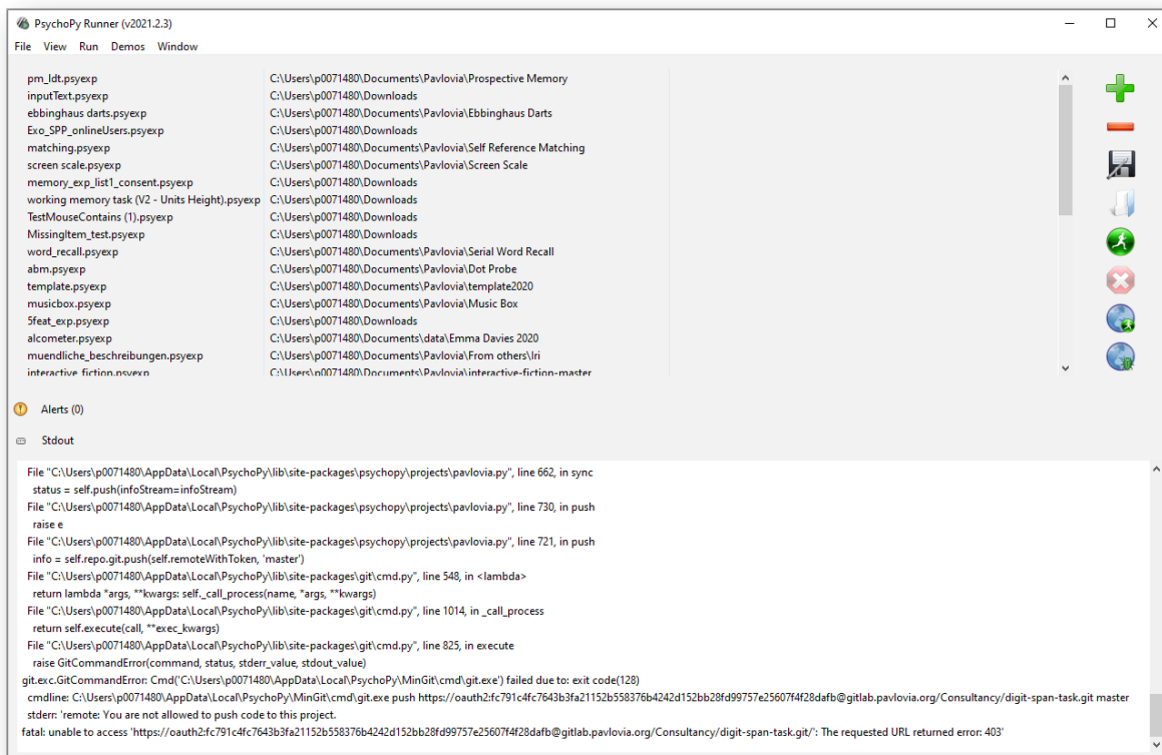 PsychoPy Runner (v2021.2.3)
File View Run Demos Window
pm_ldt.psyexp C:\Users\p0071480\Documents\Pavlovia\Prospective Memory
inputText.psyexp C:\Users\p0071480\Downloads
ebbinghaus darts.psyexp C:\Users\p0071480\Documents\Pavlovia\Ebbinghaus Darts
Exo_SPP_onlineUsers.psyexp C:\Users\p0071480\Downloads
matching.psyexp C:\Users\p0071480\Documents\Pavlovia\Self Reference Matching
screen scale.psyexp C:\Users\p0071480\Documents\Pavlovia\Screen Scale
memory_exp_list1_consent.psyexp C:\Users\p0071480\Downloads
working memory task (V2 - Units Height).psyexp C:\Users\p0071480\Downloads
TestMouseContains (1).psyexp C:\Users\p0071480\Downloads
MissingItem_test.psyexp C:\Users\p0071480\Downloads
word_recall.psyexp C:\Users\p0071480\Documents\Pavlovia\Serial Word Recall
abm.psyexp C:\Users\p0071480\Documents\Pavlovia\Dot Probe
template.psyexp C:\Users\p0071480\Documents\Pavlovia\template2020
musicbox.psyexp C:\Users\p0071480\Documents\Pavlovia\Music Box
5feat_exp.psyexp C:\Users\p0071480\Downloads
alcometer.psyexp C:\Users\p0071480\Documents\data\Emma Davies 2020
muendliche_beschreibungen.psyexp C:\Users\p0071480\Documents\Pavlovia\From others\Iri
interactive fiction.psyexp C:\Users\p0071480\Documents\Pavlovia\interactive-fiction-master
Alerts (0)
Stdout
File "C:\Users\p0071480\AppData\Local\PsychoPy\lib\site-packages\psychopy\projects\pavlovia.py", line 662, in sync
status = self.push(infoStream=infoStream)
File "C:\Users\p0071480\AppData\Local\PsychoPy\lib\site-packages\psychopy\projects\pavlovia.py", line 730, in push
raise e
File "C:\Users\p0071480\AppData\Local\PsychoPy\lib\site-packages\psychopy\projects\pavlovia.py", line 721, in push
info = self.repo.git.push(self.remoteWithToken, 'master')
File "C:\Users\p0071480\AppData\Local\PsychoPy\lib\site-packages\git\cmd.py", line 548, in <lambda>
return lambda *args, **kwargs: self._call_process(name, *args, **kwargs)
File "C:\Users\p0071480\AppData\Local\PsychoPy\lib\site-packages\git\cmd.py", line 1014, in _call_process
return self.execute(call, **exec_kwargs)
File "C:\Users\p0071480\AppData\Local\PsychoPy\lib\site-packages\git\cmd.py", line 825, in execute
raise GitCommandError(command, status, stderr_value, stdout_value)
git.exc.GitCommandError: Cmd('C:\Users\p0071480\AppData\Local\PsychoPy\MinGit\cmd\git.exe') failed due to: exit code(128)
cmdline: C:\Users\p0071480\AppData\Local\PsychoPy\MinGit\cmd\git.exe push https://oauth2:fc791c4fc7643b3fa21152b558376b4242d152bb28fd99757e25607f4f28dafb@gitlab.pavlovia.org/Consultancy/digit-span-task.git master
stderr: 'remote: You are not allowed to push code to this project.
fatal: unable to access 'https://oauth2:fc791c4fc7643b3fa21152b558376b4242d152bb28fd99757e25607f4f28dafb@gitlab.pavlovia.org/Consultancy/digit-span-task.git/': The requested URL returned error: 403'